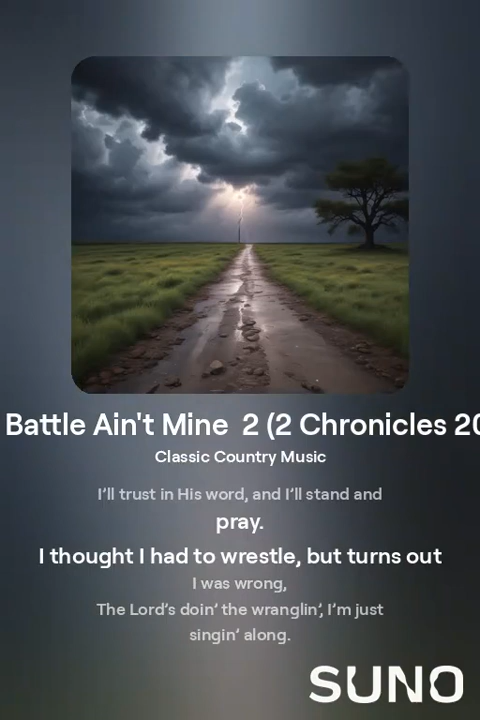 Battle Ain't Mine 2 (2 Chronicles 20
Classic Country Music
I'll trust in His word, and I'll stand and
pray.
I thought I had to wrestle, but turns out
I was wrong,
The Lord's doin' the wranglin', I'm just
singin' along.
SUNO